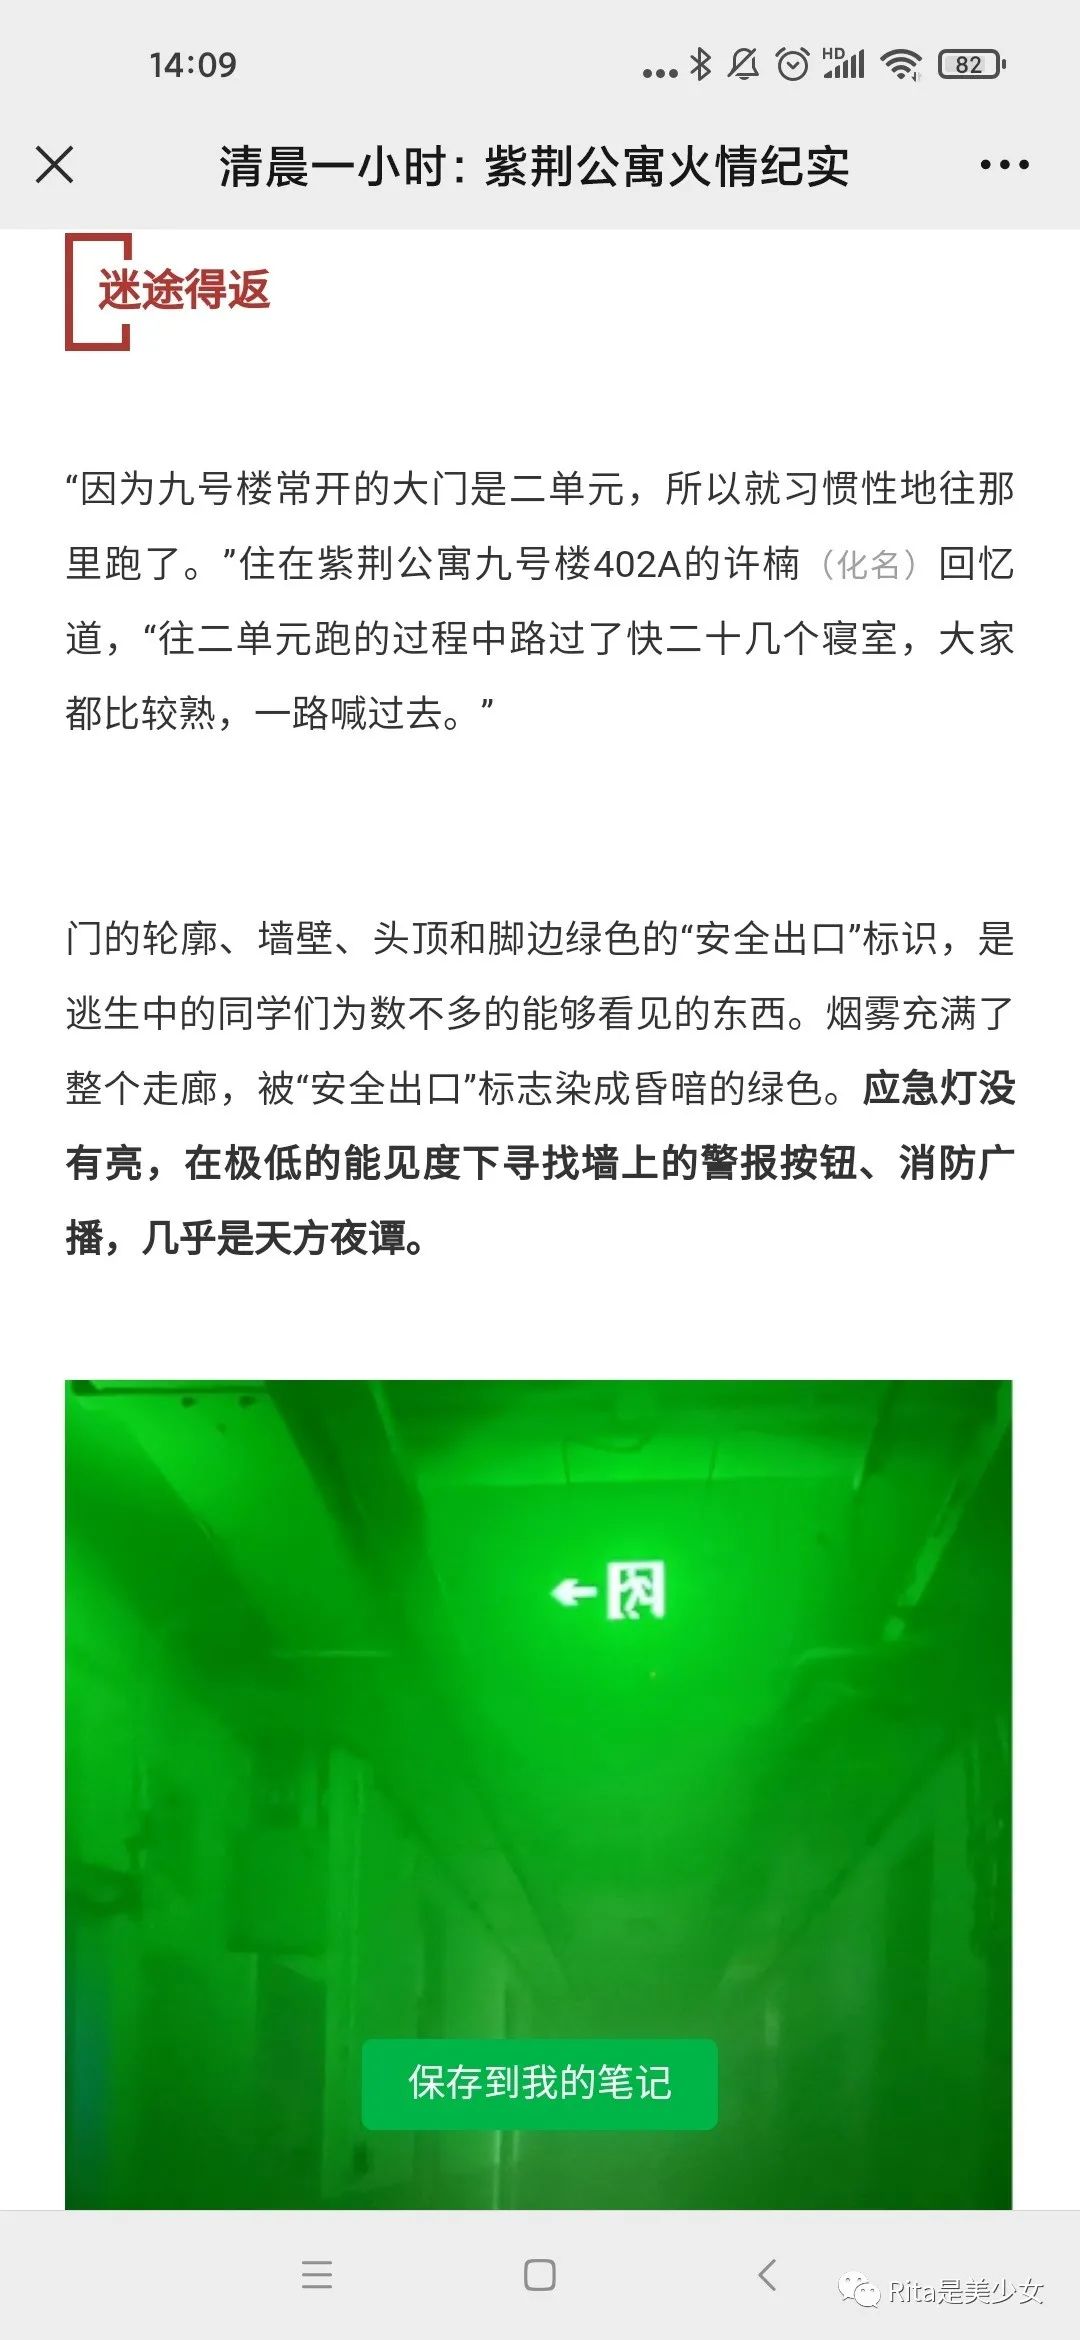 14:09
HD
82
清晨一小时：紫荆公寓火情纪实
迷途得返
“因为九号楼常开的大门是二单元，所以就习惯性地往那
里跑了。”住在紫荆公寓九号楼402A的许楠（化名）回忆
道，“往二单元跑的过程中路过了快二十几个寝室，大家
都比较熟，一路喊过去。”
门的轮廓、墙壁、头顶和脚边绿色的“安全出口”标识，是
逃生中的同学们为数不多的能够看见的东西。烟雾充满了
整个走廊，被“安全出口”标志染成昏暗的绿色。应急灯没
有亮，在极低的能见度下寻找墙上的警报按钮、消防广
播，几乎是天方夜谭。
保存到我的笔记
Rita是美少女